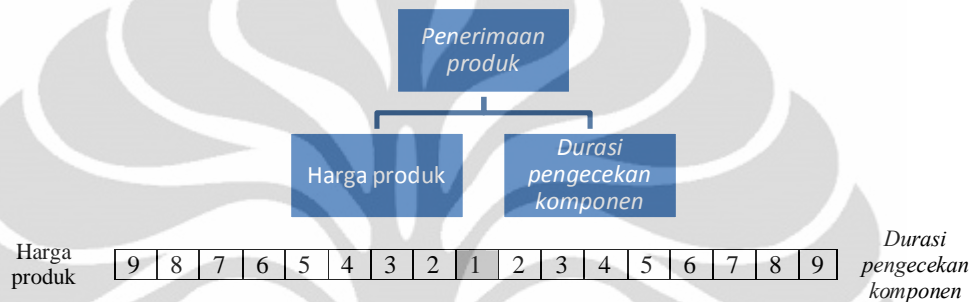 Penerimaan
produk
Harga produk
Durasi
pengecekan
komponen
Harga
produk
9 8 7 6 5 4 3 2 1 2 3 4 5 6 7 8 9
Durasi
pengecekan
komponen